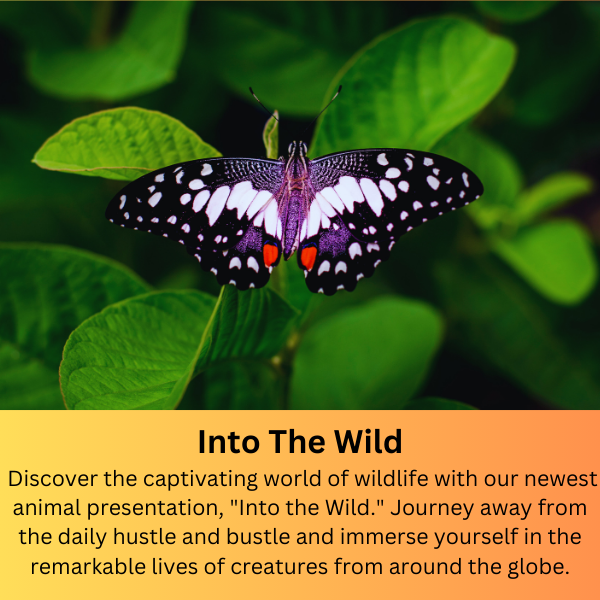 Into The Wild
Discover the captivating world of wildlife with our newest
animal presentation, "Into the Wild." Journey away from
the daily hustle and bustle and immerse yourself in the
remarkable lives of creatures from around the globe.